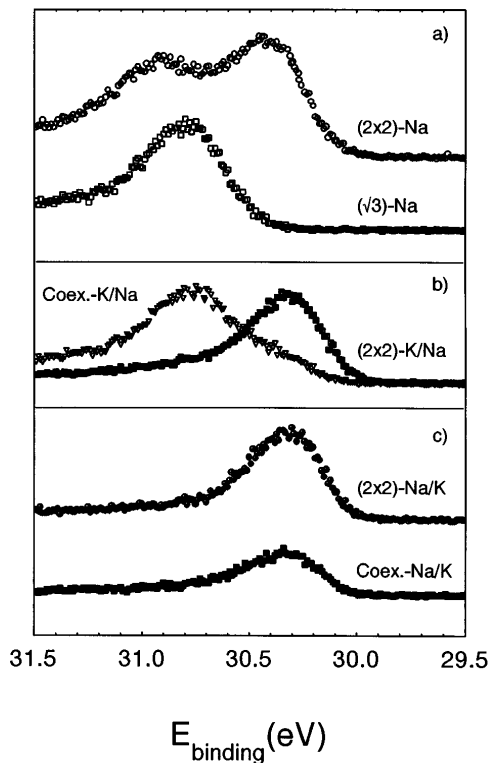 a)
(2x2)-Na
(√3)-Na
b)
Coex.-K/Na
(2x2)-K/Na
c)
(2x2)-Na/K
Coex.-Na/K
31.5 31.0 30.5 30.0 29.5
E binding (eV)